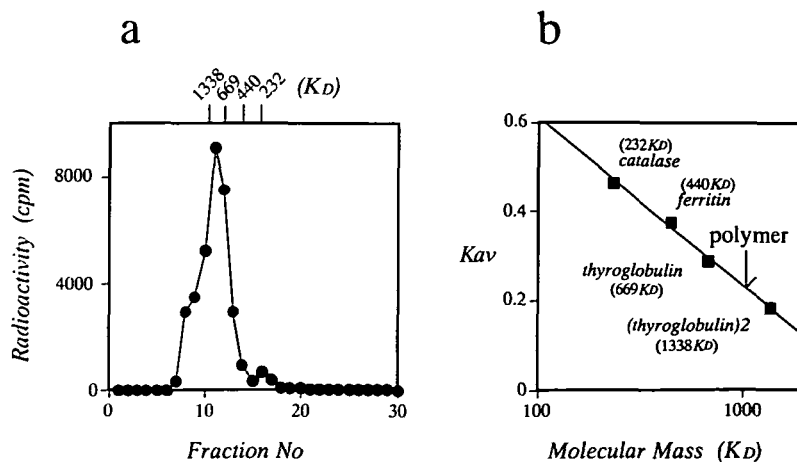 a
1338 669 440 232 (KD)
8000
4000
0
Radioactivity (cpm)
0 10 20 30
Fraction No
b
0.6
0.4
0.2
0
Kav
(232KD)
catalase
(440KD)
ferritin
polymer
thyroglobulin
(669KD)
(thyroglobulin)2
(1338KD)
100 1000
Molecular Mass (KD)